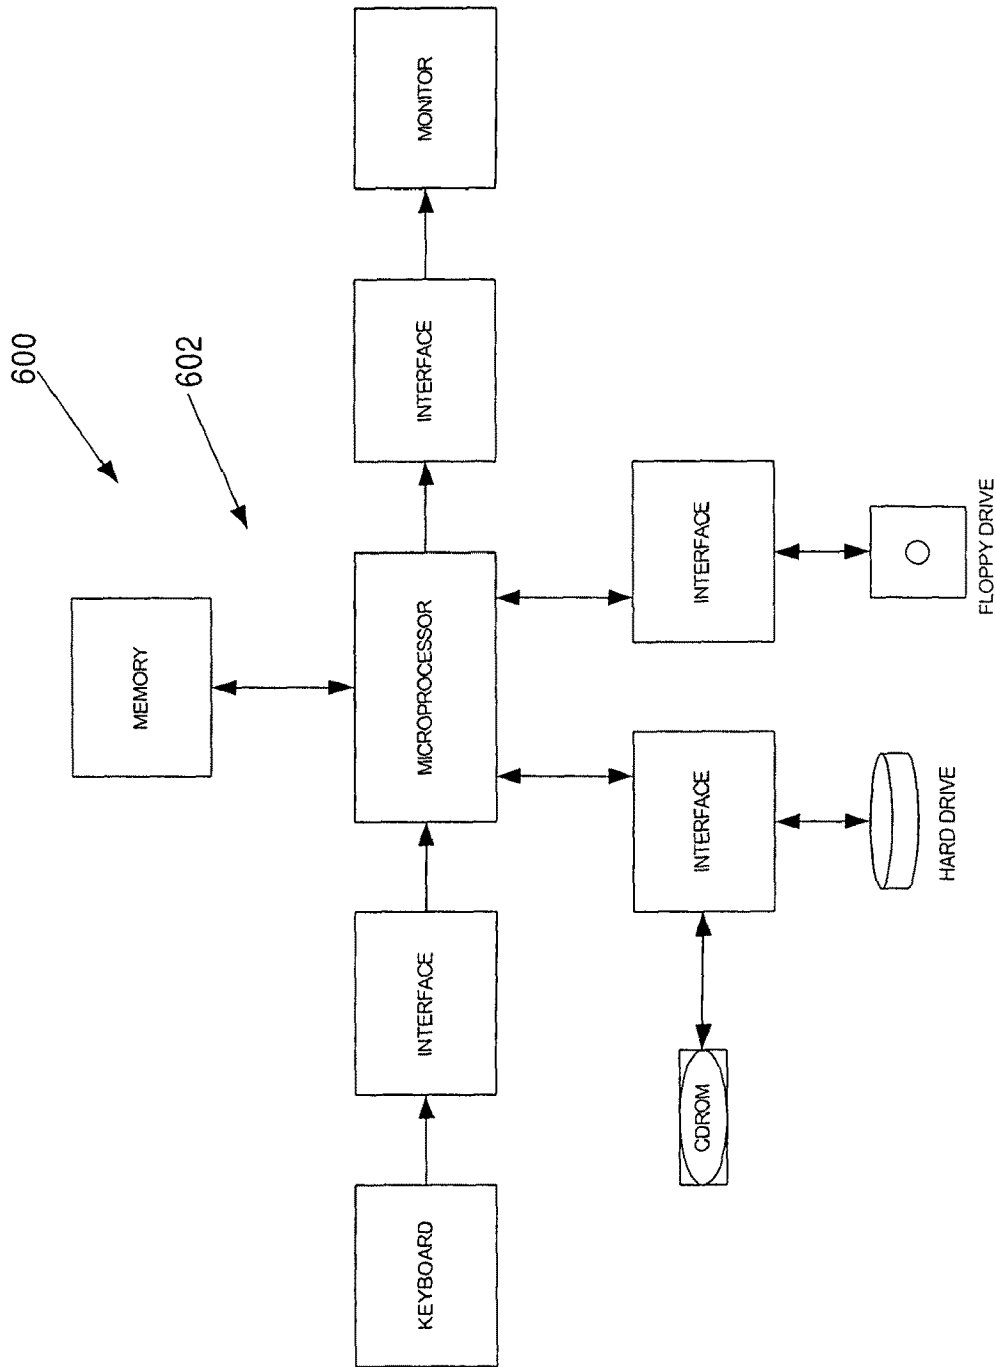 600
602
MEMORY
KEYBOARD
INTERFACE
MICROPROCESSOR
INTERFACE
MONITOR
CDROM
INTERFACE
INTERFACE
HARD DRIVE
FLOPPY DRIVE